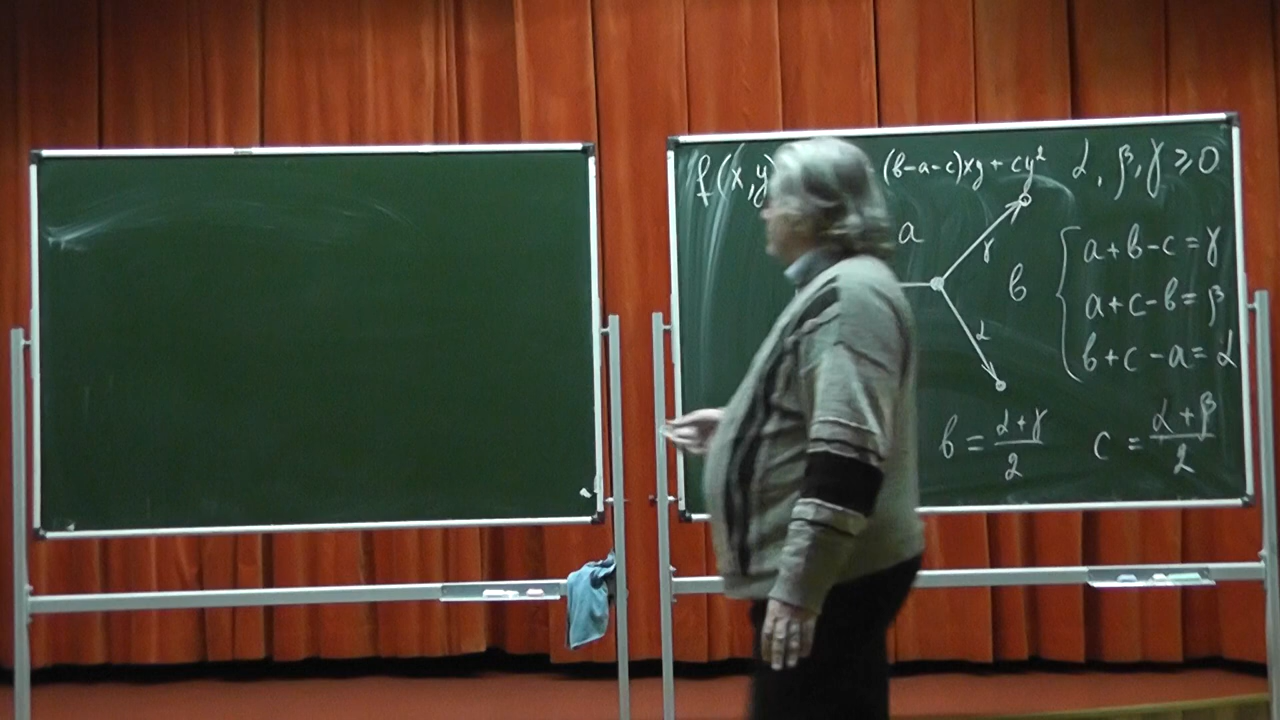 f(x,y (b-a-c)xy + cy² α, β, γ ⩾ 0
a γ b α
a + b - c = γ
a + c - b = β
b + c - a = α
b = (α + γ)/2 c = (α + β)/2